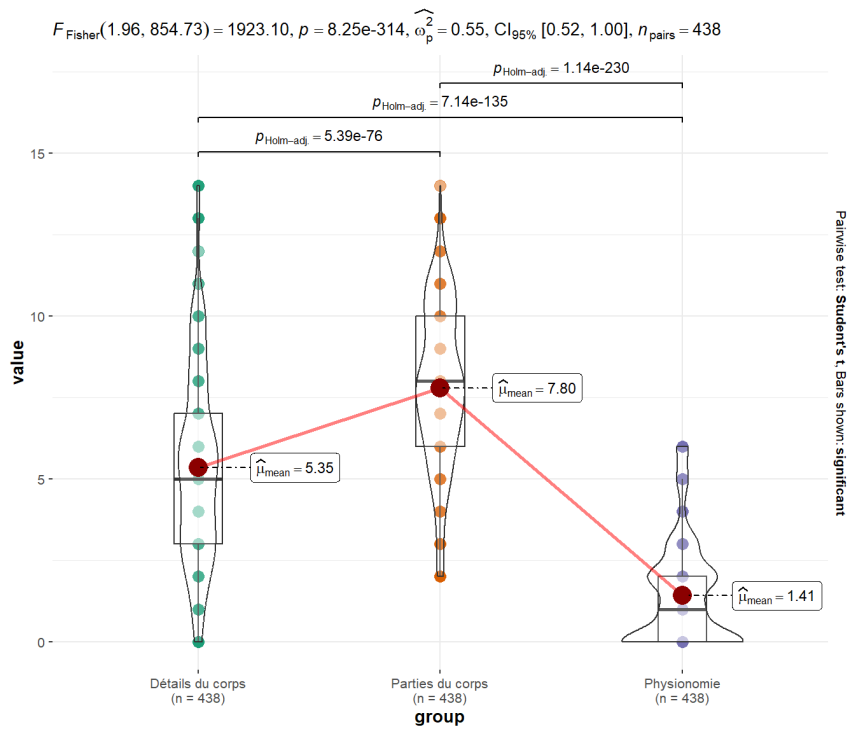 F Fisher(1.96, 854.73) = 1923.10, p = 8.25e-314, ω̂²p = 0.55, CI95% [0.52, 1.00], npairs = 438
pHolm−adj. = 1.14e-230
pHolm−adj. = 7.14e-135
pHolm−adj. = 5.39e-76
15
10
5
0
value
μ̂mean = 7.80
μ̂mean = 5.35
μ̂mean = 1.41
Pairwise test: Student's t, Bars shown: significant
Détails du corps
(n = 438)
Parties du corps
(n = 438)
Physionomie
(n = 438)
group